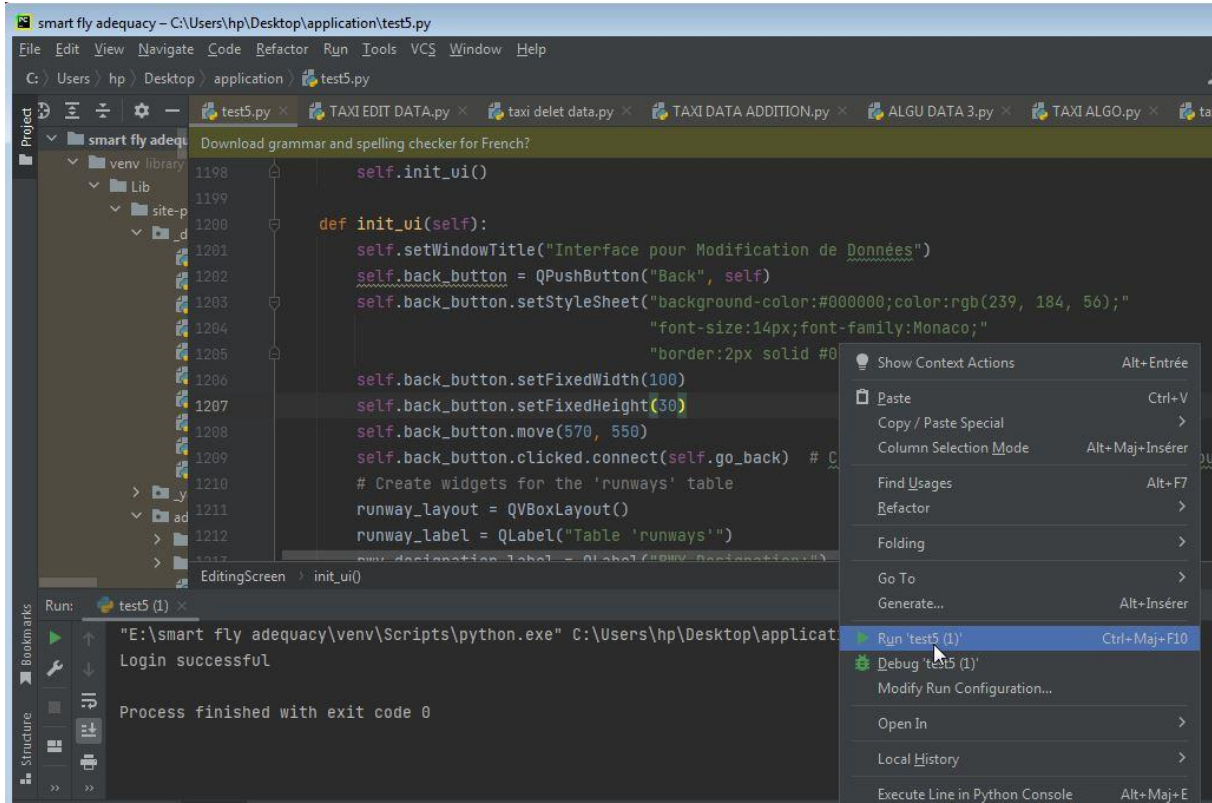 smart fly adequacy – C:\Users\hp\Desktop\application\test5.py
File Edit View Navigate Code Refactor Run Tools VCS Window Help
C: Users hp Desktop application test5.py
Project
test5.py TAXI EDIT DATA.py taxi delet data.py TAXI DATA ADDITION.py ALGU DATA 3.py TAXI ALGO.py ta
smart fly adequ
Download grammar and spelling checker for French?
venv library
Lib
site-p
_d
_y
ad
1198 self.init_ui()
1199
1200 def init_ui(self):
1201 self.setWindowTitle("Interface pour Modification de Données")
1202 self.back_button = QPushButton("Back", self)
1203 self.back_button.setStyleSheet("background-color:#000000;color:rgb(239, 184, 56);"
1204 "font-size:14px;font-family:Monaco;"
1205 "border:2px solid #0
1206 self.back_button.setFixedWidth(100)
1207 self.back_button.setFixedHeight(30)
1208 self.back_button.move(570, 550)
1209 self.back_button.clicked.connect(self.go_back) # C
1210 # Create widgets for the 'runways' table
1211 runway_layout = QVBoxLayout()
1212 runway_label = QLabel("Table 'runways'")
1213 rwy_designation_label = QLabel("RWY Designation:")
EditingScreen init_ui()
Show Context Actions Alt+Entrée
Paste Ctrl+V
Copy / Paste Special
Column Selection Mode Alt+Maj+Insérer
Find Usages Alt+F7
Refactor
Folding
Go To
Generate... Alt+Insérer
Run 'test5 (1)' Ctrl+Maj+F10
Debug 'test5 (1)'
Modify Run Configuration...
Open In
Local History
Execute Line in Python Console Alt+Maj+E
Run: test5 (1)
"E:\smart fly adequacy\venv\Scripts\python.exe" C:\Users\hp\Desktop\applicat
Login successful
Process finished with exit code 0
Bookmarks
Structure